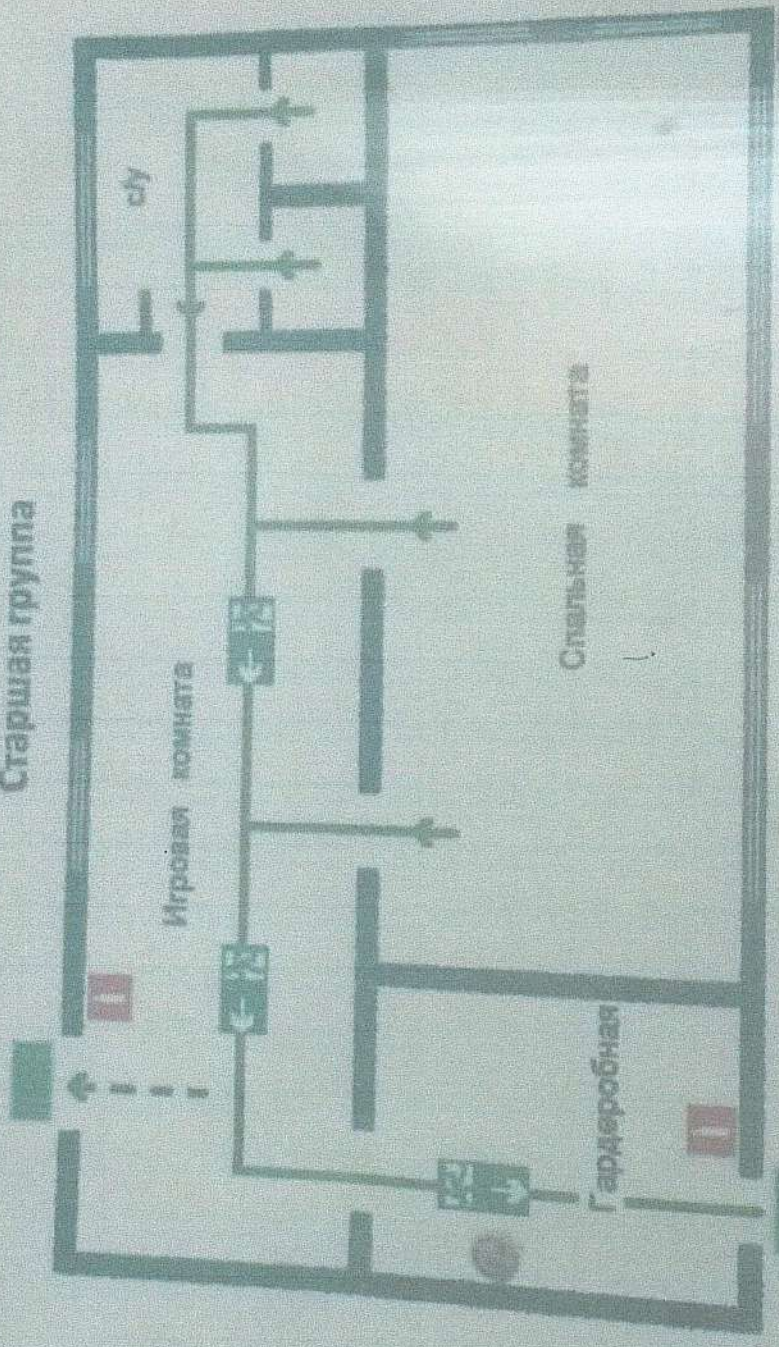 Старшая группа
с/у
Игровая комната
Спальная комната
Гардеробная